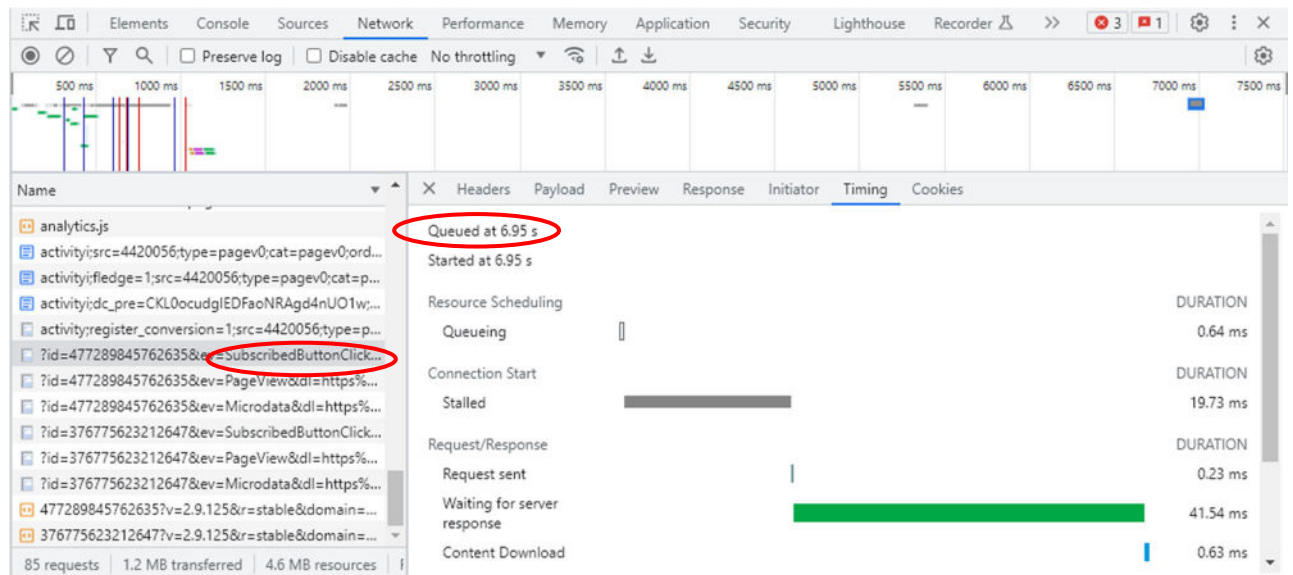 Elements Console Sources Network Performance Memory Application Security Lighthouse Recorder >> 3 1
Preserve log Disable cache No throttling
500 ms 1000 ms 1500 ms 2000 ms 2500 ms 3000 ms 3500 ms 4000 ms 4500 ms 5000 ms 5500 ms 6000 ms 6500 ms 7000 ms 7500 ms
Name
analytics.js
activityi;src=4420056;type=pagev0;cat=pagev0;ord...
activityi;fledge=1;src=4420056;type=pagev0;cat=p...
activityi;dc_pre=CKL0ocudgIEDFaoNRAgd4nUO1w;...
activity;register_conversion=1;src=4420056;type=p...
?id=477289845762635&ev=SubscribedButtonClick...
?id=477289845762635&ev=PageView&dl=https%...
?id=477289845762635&ev=Microdata&dl=https%...
?id=376775623212647&ev=SubscribedButtonClick...
?id=376775623212647&ev=PageView&dl=https%...
?id=376775623212647&ev=Microdata&dl=https%...
477289845762635?v=2.9.125&r=stable&domain=...
376775623212647?v=2.9.125&r=stable&domain=...
85 requests 1.2 MB transferred 4.6 MB resources
Headers Payload Preview Response Initiator Timing Cookies
Queued at 6.95 s
Started at 6.95 s
Resource Scheduling DURATION
Queueing 0.64 ms
Connection Start DURATION
Stalled 19.73 ms
Request/Response DURATION
Request sent 0.23 ms
Waiting for server
response 41.54 ms
Content Download 0.63 ms